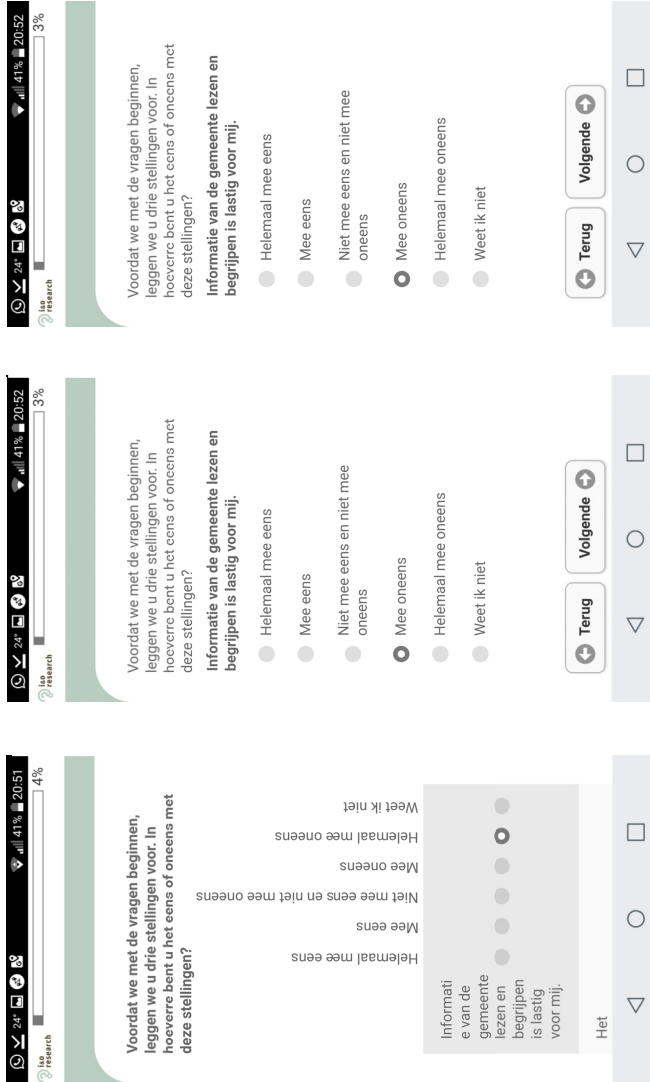 24° 41% 20:51
i&o
research
4%
Voordat we met de vragen beginnen,
leggen we u drie stellingen voor. In
hoeverre bent u het eens of oneens met
deze stellingen?
Helemaal mee eens
Mee eens
Niet mee eens en niet mee oneens
Mee oneens
Helemaal mee oneens
Weet ik niet
Informati
e van de
gemeente
lezen en
begrijpen
is lastig
voor mij.
Het
24° 41% 20:52
i&o
research
3%
Voordat we met de vragen beginnen,
leggen we u drie stellingen voor. In
hoeverre bent u het eens of oneens met
deze stellingen?
Informatie van de gemeente lezen en
begrijpen is lastig voor mij.
Helemaal mee eens
Mee eens
Niet mee eens en niet mee
oneens
Mee oneens
Helemaal mee oneens
Weet ik niet
Terug Volgende
24° 41% 20:52
i&o
research
3%
Voordat we met de vragen beginnen,
leggen we u drie stellingen voor. In
hoeverre bent u het eens of oneens met
deze stellingen?
Informatie van de gemeente lezen en
begrijpen is lastig voor mij.
Helemaal mee eens
Mee eens
Niet mee eens en niet mee
oneens
Mee oneens
Helemaal mee oneens
Weet ik niet
Terug Volgende